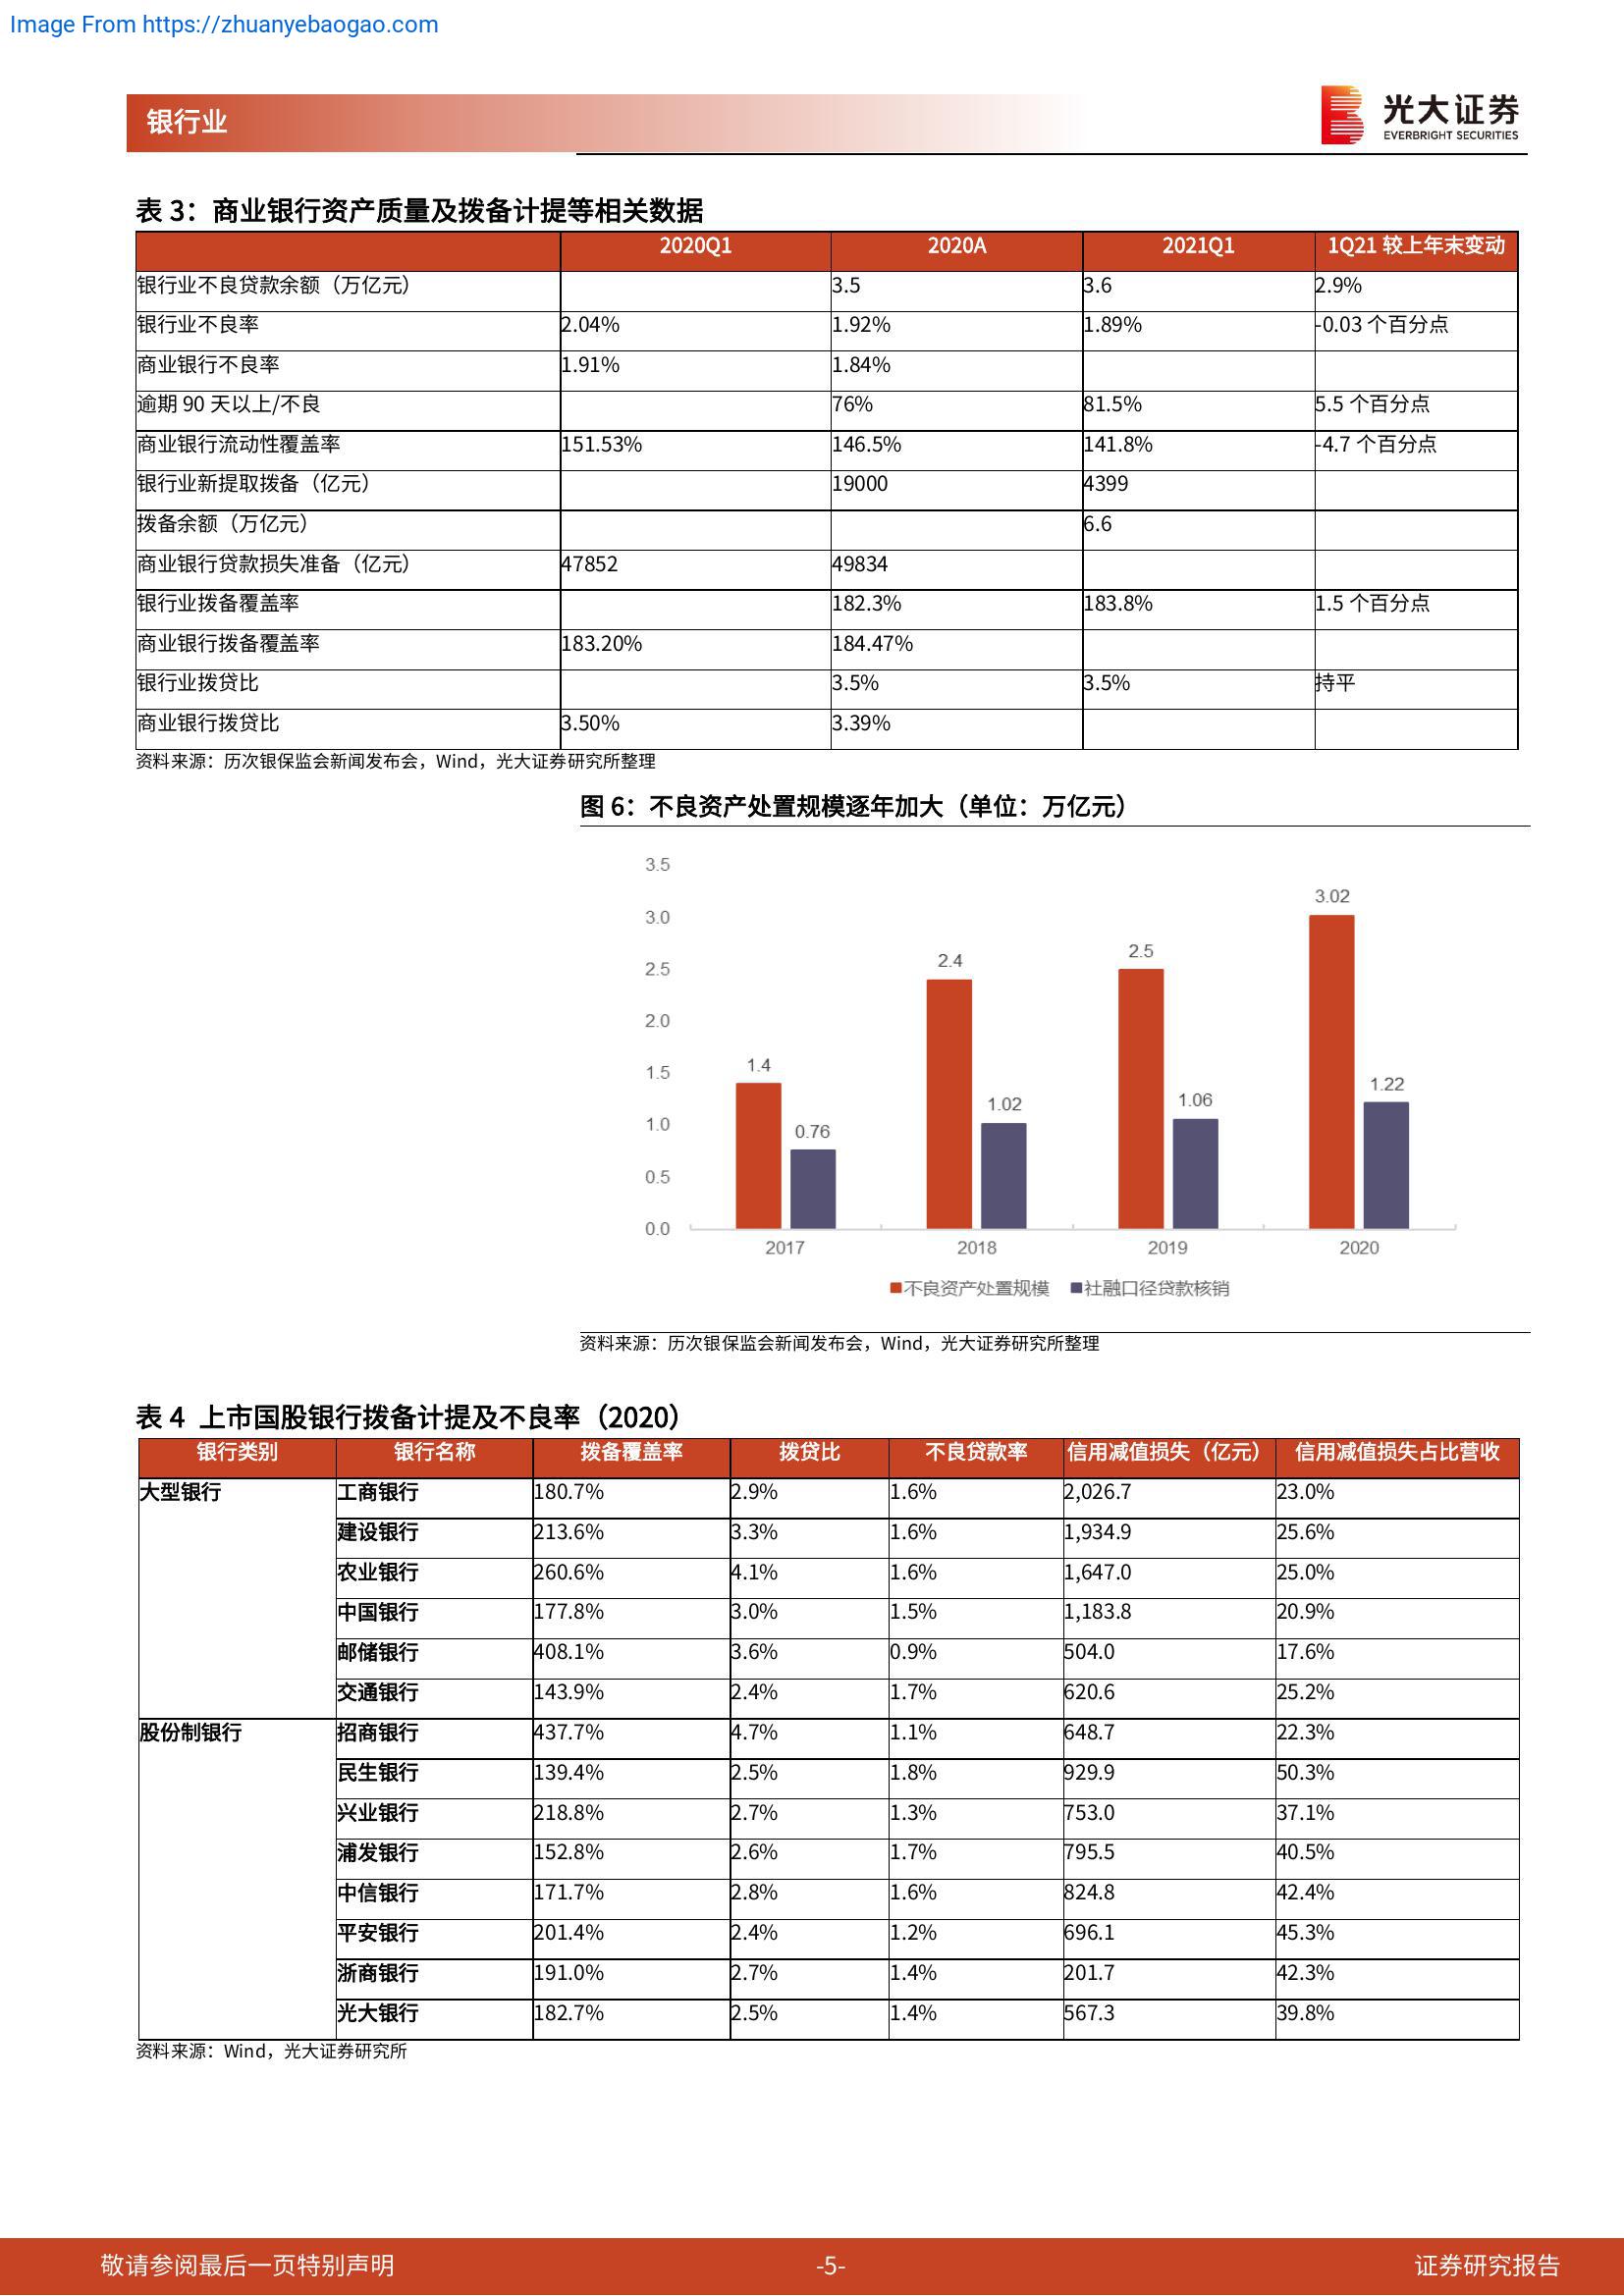 Image From https://zhuanyebaogao.com
银行业
光大证券
EVERBRIGHT SECURITIES
表 3：商业银行资产质量及拨备计提等相关数据
2020Q1 2020A 2021Q1 1Q21 较上年末变动
银行业不良贷款余额（万亿元） 3.5 3.6 2.9%
银行业不良率 2.04% 1.92% 1.89% -0.03 个百分点
商业银行不良率 1.91% 1.84%
逾期 90 天以上/不良 76% 81.5% 5.5 个百分点
商业银行流动性覆盖率 151.53% 146.5% 141.8% -4.7 个百分点
银行业新提取拨备（亿元） 19000 4399
拨备余额（万亿元） 6.6
商业银行贷款损失准备（亿元） 47852 49834
银行业拨备覆盖率 182.3% 183.8% 1.5 个百分点
商业银行拨备覆盖率 183.20% 184.47%
银行业拨贷比 3.5% 3.5% 持平
商业银行拨贷比 3.50% 3.39%
资料来源：历次银保监会新闻发布会，Wind，光大证券研究所整理
图 6：不良资产处置规模逐年加大（单位：万亿元）
3.5
3.0
2.5
2.0
1.5
1.0
0.5
0.0
1.4
0.76
2.4
1.02
2.5
1.06
3.02
1.22
2017 2018 2019 2020
不良资产处置规模 社融口径贷款核销
资料来源：历次银保监会新闻发布会，Wind，光大证券研究所整理
表 4 上市国股银行拨备计提及不良率（2020）
银行类别 银行名称 拨备覆盖率 拨贷比 不良贷款率 信用减值损失（亿元） 信用减值损失占比营收
大型银行 工商银行 180.7% 2.9% 1.6% 2,026.7 23.0%
建设银行 213.6% 3.3% 1.6% 1,934.9 25.6%
农业银行 260.6% 4.1% 1.6% 1,647.0 25.0%
中国银行 177.8% 3.0% 1.5% 1,183.8 20.9%
邮储银行 408.1% 3.6% 0.9% 504.0 17.6%
交通银行 143.9% 2.4% 1.7% 620.6 25.2%
股份制银行 招商银行 437.7% 4.7% 1.1% 648.7 22.3%
民生银行 139.4% 2.5% 1.8% 929.9 50.3%
兴业银行 218.8% 2.7% 1.3% 753.0 37.1%
浦发银行 152.8% 2.6% 1.7% 795.5 40.5%
中信银行 171.7% 2.8% 1.6% 824.8 42.4%
平安银行 201.4% 2.4% 1.2% 696.1 45.3%
浙商银行 191.0% 2.7% 1.4% 201.7 42.3%
光大银行 182.7% 2.5% 1.4% 567.3 39.8%
资料来源：Wind，光大证券研究所
敬请参阅最后一页特别声明 -5- 证券研究报告